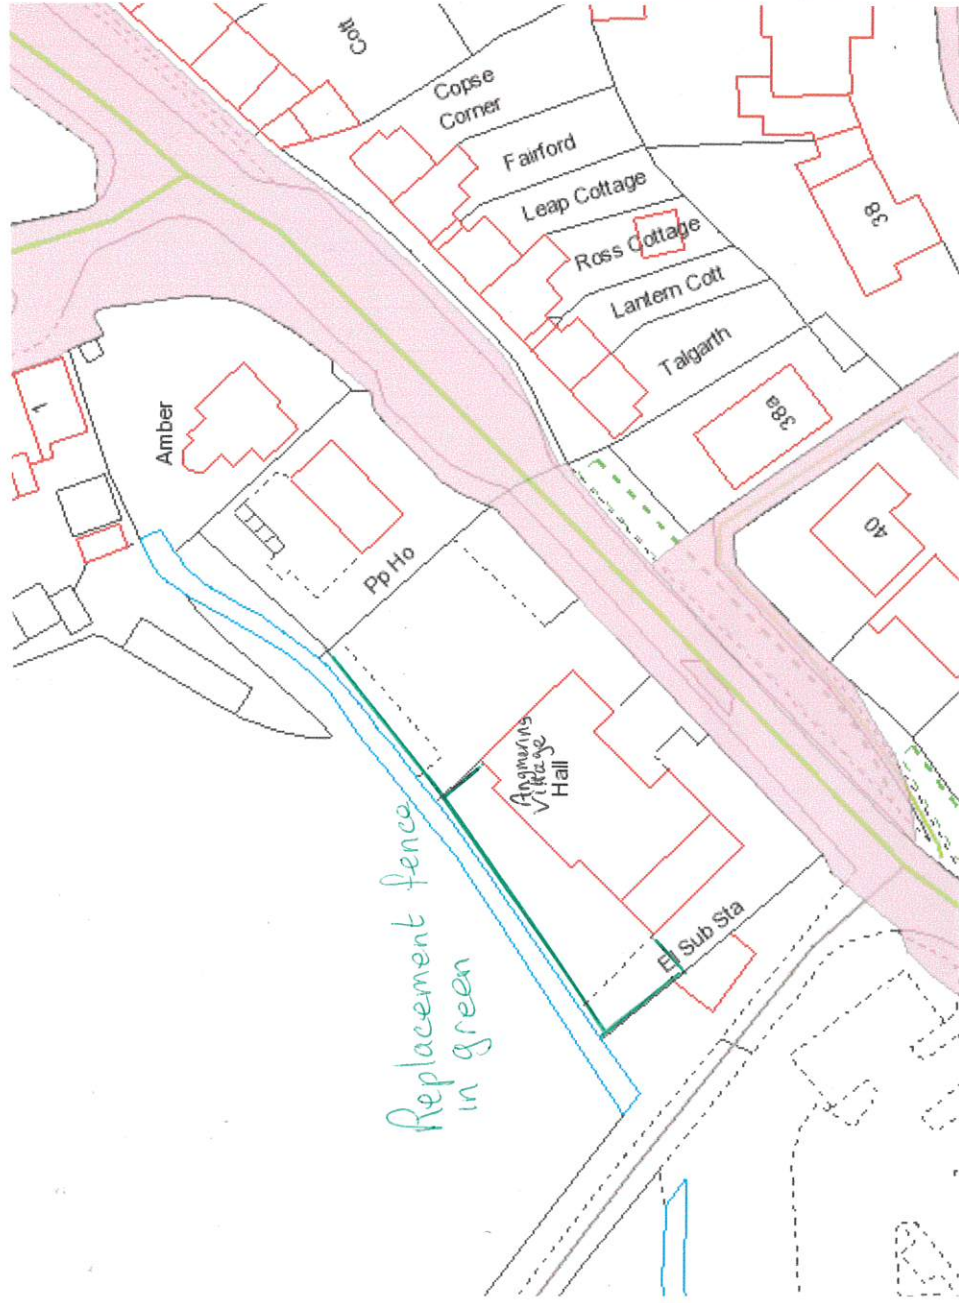 Cott
Copse
Corner
Fairford
Leap Cottage
Ross Cottage
Lantern Cott
Talgarth
38
38a
40
1
Amber
Pp Ho
Angmering
Village
Hall
El Sub Sta
Replacement fence
in green